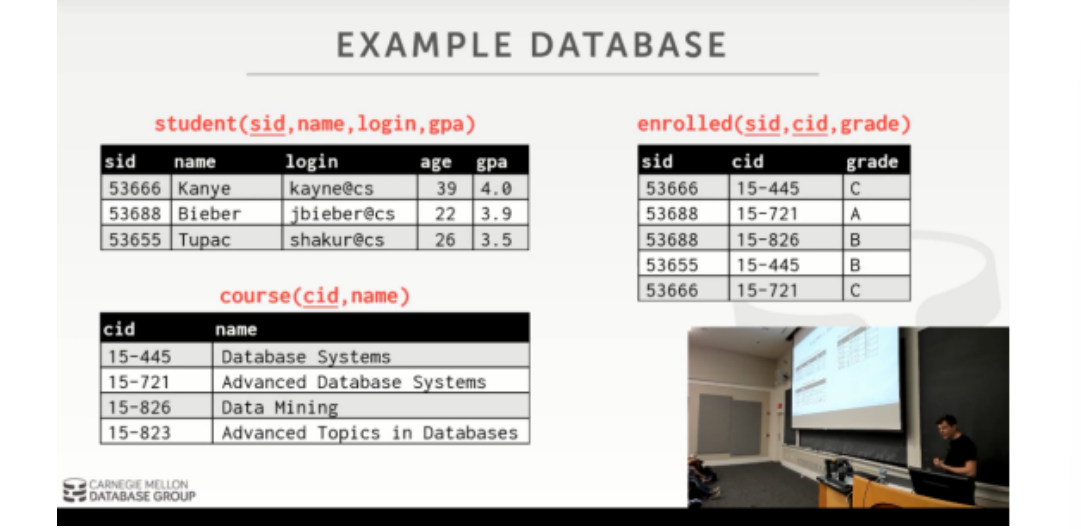 EXAMPLE DATABASE
student(sid,name,login,gpa)
sid name login age gpa
53666 Kanye kayne@cs 39 4.0
53688 Bieber jbieber@cs 22 3.9
53655 Tupac shakur@cs 26 3.5
course(cid,name)
cid name
15-445 Database Systems
15-721 Advanced Database Systems
15-826 Data Mining
15-823 Advanced Topics in Databases
enrolled(sid,cid,grade)
sid cid grade
53666 15-445 C
53688 15-721 A
53688 15-826 B
53655 15-445 B
53666 15-721 C
CARNEGIE MELLON
DATABASE GROUP